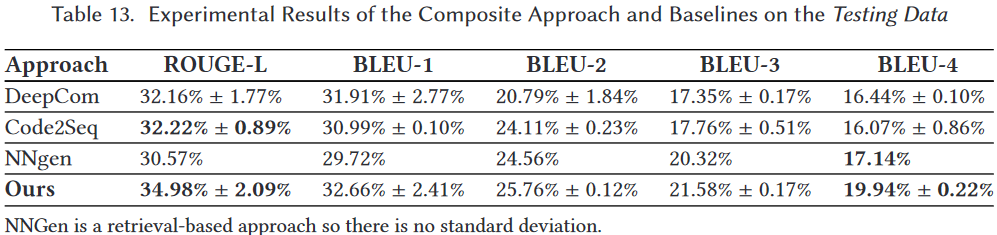 Table 13. Experimental Results of the Composite Approach and Baselines on the Testing Data
Approach ROUGE-L BLEU-1 BLEU-2 BLEU-3 BLEU-4
DeepCom 32.16% ± 1.77% 31.91% ± 2.77% 20.79% ± 1.84% 17.35% ± 0.17% 16.44% ± 0.10%
Code2Seq 32.22% ± 0.89% 30.99% ± 0.10% 24.11% ± 0.23% 17.76% ± 0.51% 16.07% ± 0.86%
NNgen 30.57% 29.72% 24.56% 20.32% 17.14%
Ours 34.98% ± 2.09% 32.66% ± 2.41% 25.76% ± 0.12% 21.58% ± 0.17% 19.94% ± 0.22%
NNGen is a retrieval-based approach so there is no standard deviation.